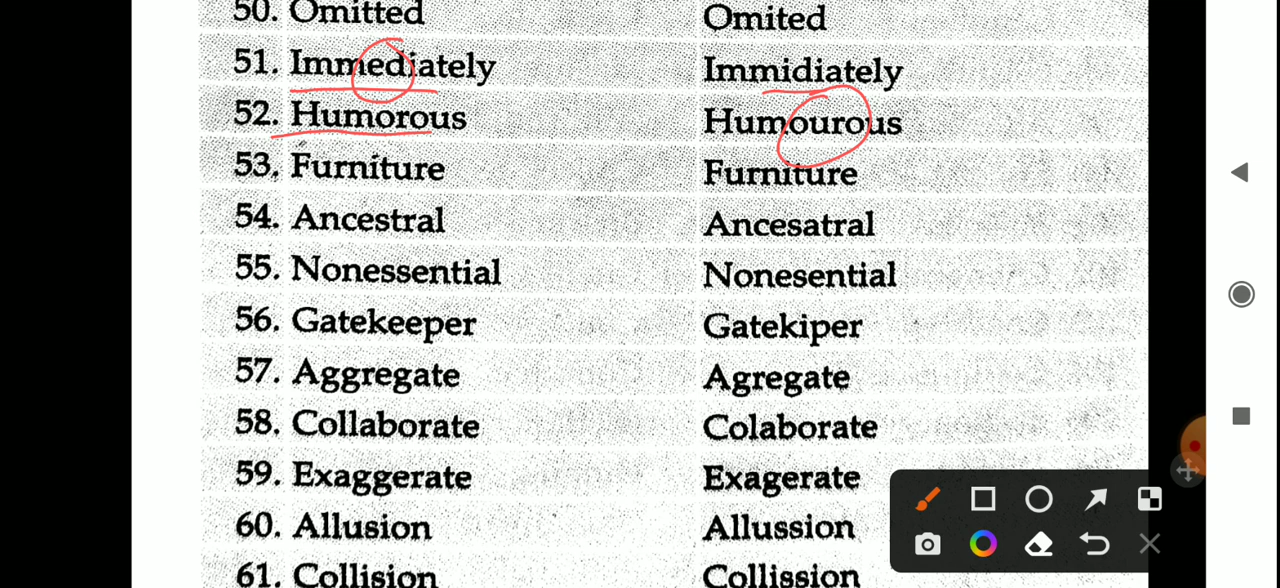 50. Omitted Omited
51. Immediately Immidiately
52. Humorous Humourous
53. Furniture Furniture
54. Ancestral Ancesatral
55. Nonessential Nonesential
56. Gatekeeper Gatekiper
57. Aggregate Agregate
58. Collaborate Colaborate
59. Exaggerate Exagerate
60. Allusion Allussion
61. Collision Collission